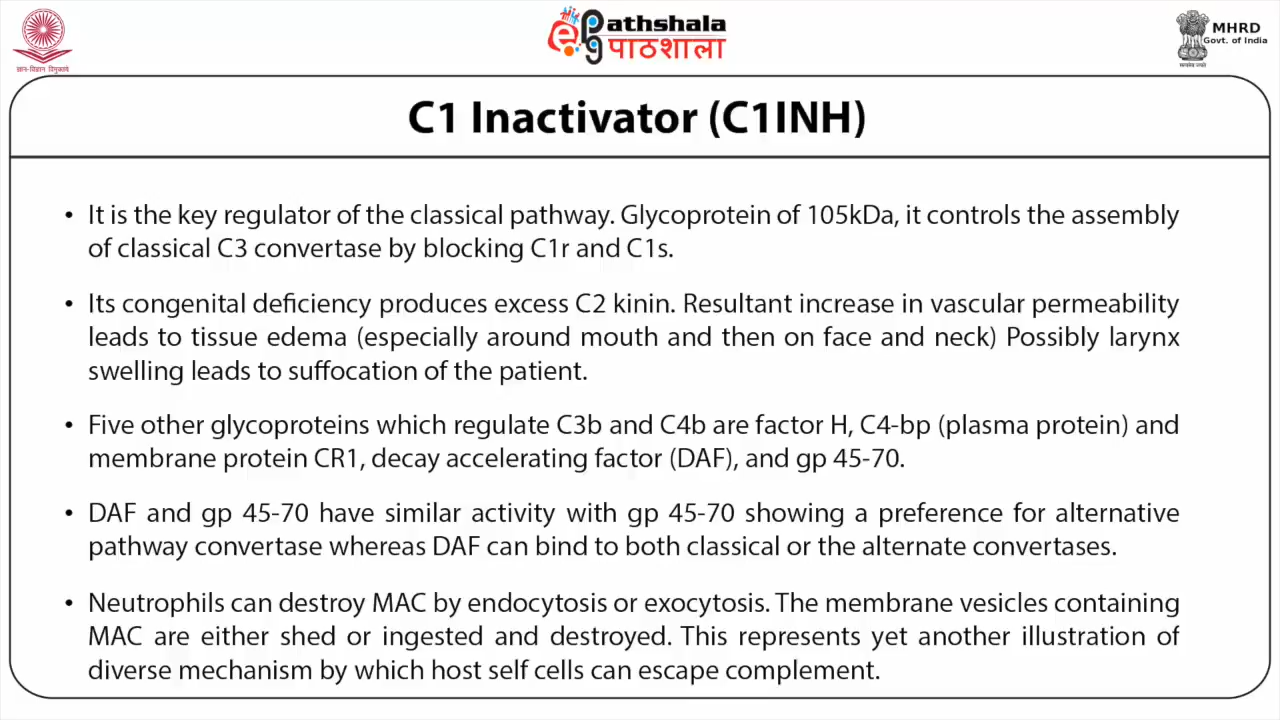 ज्ञान-विज्ञान विमुक्तये
ePathshala
पाठशाला
सत्यमेव जयते
MHRD
Govt. of India
C1 Inactivator (C1INH)
• It is the key regulator of the classical pathway. Glycoprotein of 105kDa, it controls the assembly
of classical C3 convertase by blocking C1r and C1s.
• Its congenital deficiency produces excess C2 kinin. Resultant increase in vascular permeability
leads to tissue edema (especially around mouth and then on face and neck) Possibly larynx
swelling leads to suffocation of the patient.
• Five other glycoproteins which regulate C3b and C4b are factor H, C4-bp (plasma protein) and
membrane protein CR1, decay accelerating factor (DAF), and gp 45-70.
• DAF and gp 45-70 have similar activity with gp 45-70 showing a preference for alternative
pathway convertase whereas DAF can bind to both classical or the alternate convertases.
• Neutrophils can destroy MAC by endocytosis or exocytosis. The membrane vesicles containing
MAC are either shed or ingested and destroyed. This represents yet another illustration of
diverse mechanism by which host self cells can escape complement.